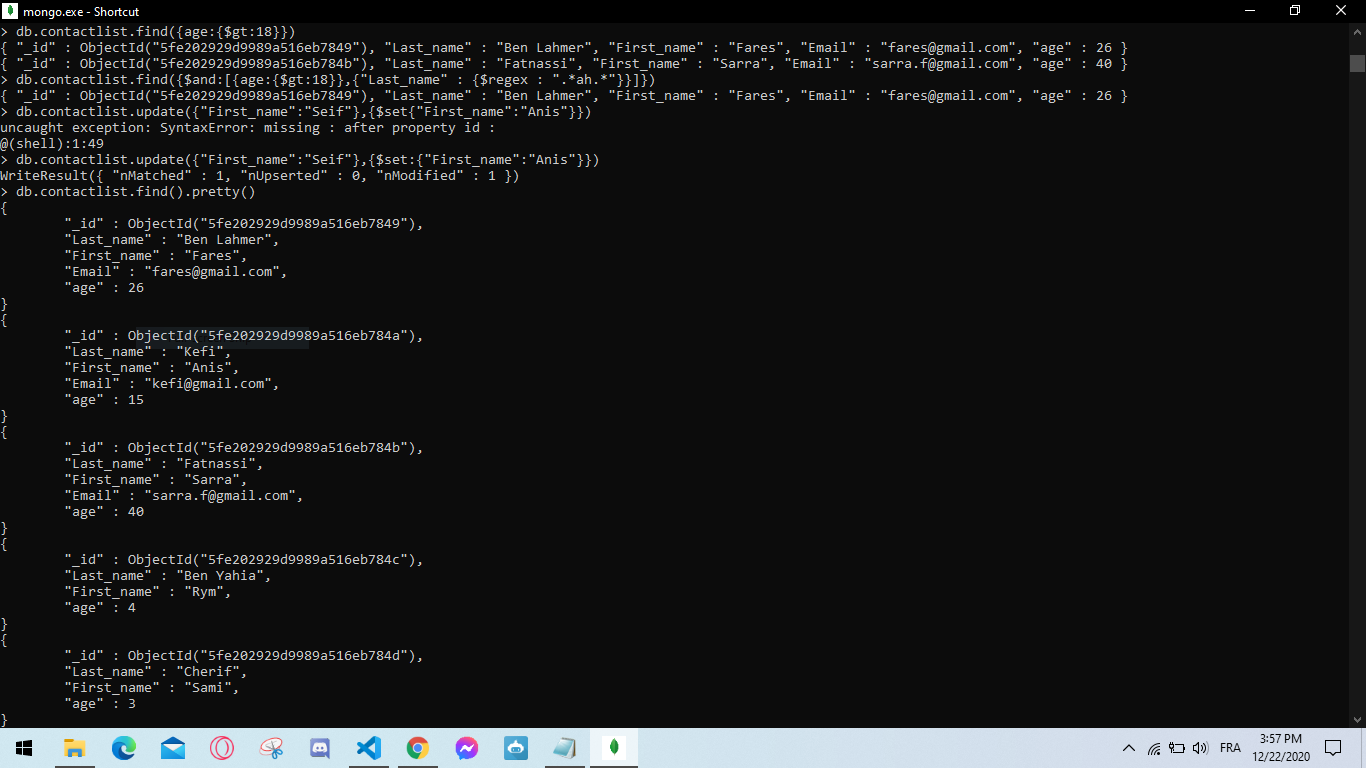 mongo.exe - Shortcut
> db.contactlist.find({age:{$gt:18}})
{ "_id" : ObjectId("5fe202929d9989a516eb7849"), "Last_name" : "Ben Lahmer", "First_name" : "Fares", "Email" : "fares@gmail.com", "age" : 26 }
{ "_id" : ObjectId("5fe202929d9989a516eb784b"), "Last_name" : "Fatnassi", "First_name" : "Sarra", "Email" : "sarra.f@gmail.com", "age" : 40 }
> db.contactlist.find({$and:[{age:{$gt:18}},{"Last_name" : {$regex : ".*ah.*"}}]})
{ "_id" : ObjectId("5fe202929d9989a516eb7849"), "Last_name" : "Ben Lahmer", "First_name" : "Fares", "Email" : "fares@gmail.com", "age" : 26 }
> db.contactlist.update({"First_name":"Seif"},{$set{"First_name":"Anis"}})
uncaught exception: SyntaxError: missing : after property id :
@(shell):1:49
> db.contactlist.update({"First_name":"Seif"},{$set:{"First_name":"Anis"}})
WriteResult({ "nMatched" : 1, "nUpserted" : 0, "nModified" : 1 })
> db.contactlist.find().pretty()
{
"_id" : ObjectId("5fe202929d9989a516eb7849"),
"Last_name" : "Ben Lahmer",
"First_name" : "Fares",
"Email" : "fares@gmail.com",
"age" : 26
}
{
"_id" : ObjectId("5fe202929d9989a516eb784a"),
"Last_name" : "Kefi",
"First_name" : "Anis",
"Email" : "kefi@gmail.com",
"age" : 15
}
{
"_id" : ObjectId("5fe202929d9989a516eb784b"),
"Last_name" : "Fatnassi",
"First_name" : "Sarra",
"Email" : "sarra.f@gmail.com",
"age" : 40
}
{
"_id" : ObjectId("5fe202929d9989a516eb784c"),
"Last_name" : "Ben Yahia",
"First_name" : "Rym",
"age" : 4
}
{
"_id" : ObjectId("5fe202929d9989a516eb784d"),
"Last_name" : "Cherif",
"First_name" : "Sami",
"age" : 3
}
FRA
3:57 PM
12/22/2020